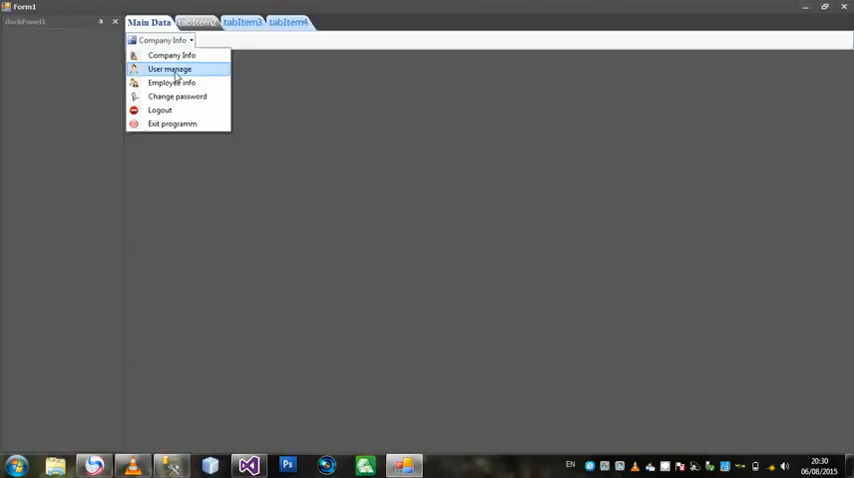 Form1
dockPanel1
Main Data tabItem2 tabItem3 tabItem4
Company Info
Company Info
User manage
Employee info
Change password
Logout
Exit programm
Ps
EN
20:30
06/08/2015